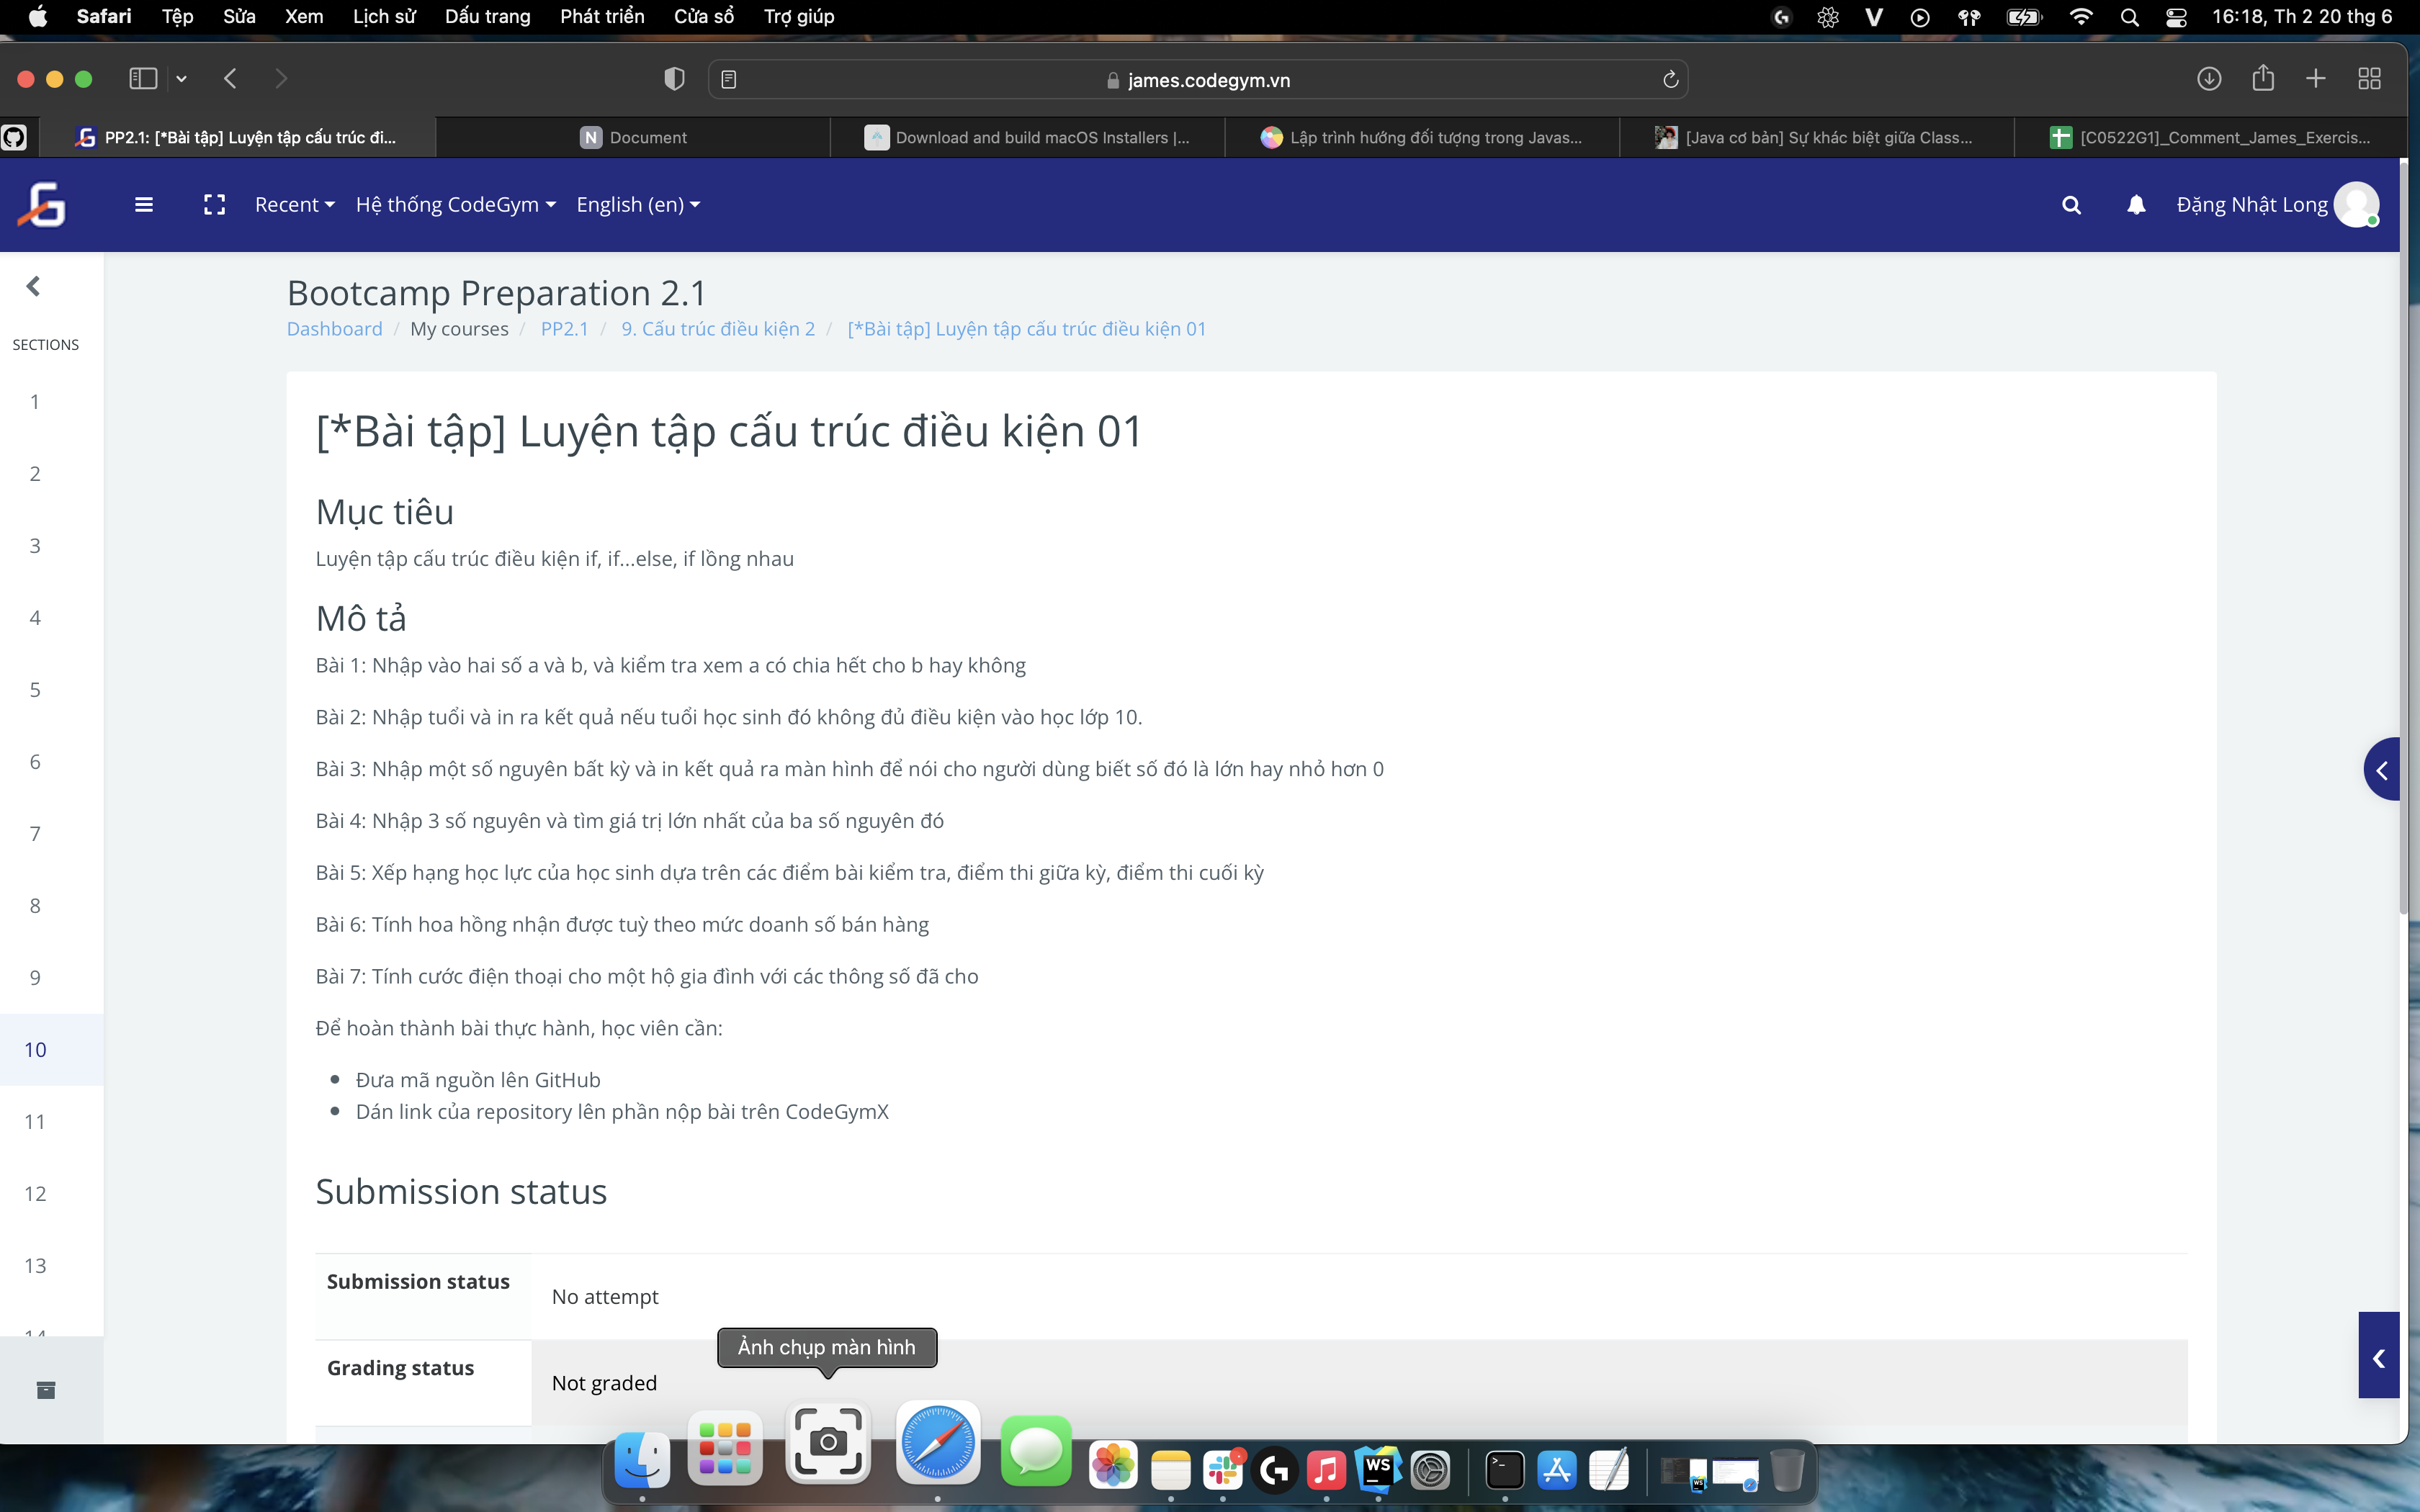 Safari Tệp Sửa Xem Lịch sử Dấu trang Phát triển Cửa sổ Trợ giúp 16:18, Th 2 20 thg 6
james.codegym.vn
PP2.1: [*Bài tập] Luyện tập cấu trúc đi... Document Download and build macOS Installers |... Lập trình hướng đối tượng trong Javas... [Java cơ bản] Sự khác biệt giữa Class... [C0522G1]_Comment_James_Exercis...
Recent Hệ thống CodeGym English (en) Đặng Nhật Long
Bootcamp Preparation 2.1
Dashboard / My courses / PP2.1 / 9. Cấu trúc điều kiện 2 / [*Bài tập] Luyện tập cấu trúc điều kiện 01
SECTIONS
1
2
3
4
5
6
7
8
9
10
11
12
13
14
[*Bài tập] Luyện tập cấu trúc điều kiện 01
Mục tiêu
Luyện tập cấu trúc điều kiện if, if...else, if lồng nhau
Mô tả
Bài 1: Nhập vào hai số a và b, và kiểm tra xem a có chia hết cho b hay không
Bài 2: Nhập tuổi và in ra kết quả nếu tuổi học sinh đó không đủ điều kiện vào học lớp 10.
Bài 3: Nhập một số nguyên bất kỳ và in kết quả ra màn hình để nói cho người dùng biết số đó là lớn hay nhỏ hơn 0
Bài 4: Nhập 3 số nguyên và tìm giá trị lớn nhất của ba số nguyên đó
Bài 5: Xếp hạng học lực của học sinh dựa trên các điểm bài kiểm tra, điểm thi giữa kỳ, điểm thi cuối kỳ
Bài 6: Tính hoa hồng nhận được tuỳ theo mức doanh số bán hàng
Bài 7: Tính cước điện thoại cho một hộ gia đình với các thông số đã cho
Để hoàn thành bài thực hành, học viên cần:
Đưa mã nguồn lên GitHub
Dán link của repository lên phần nộp bài trên CodeGymX
Submission status
Submission status No attempt
Grading status Not graded
Ảnh chụp màn hình
WS